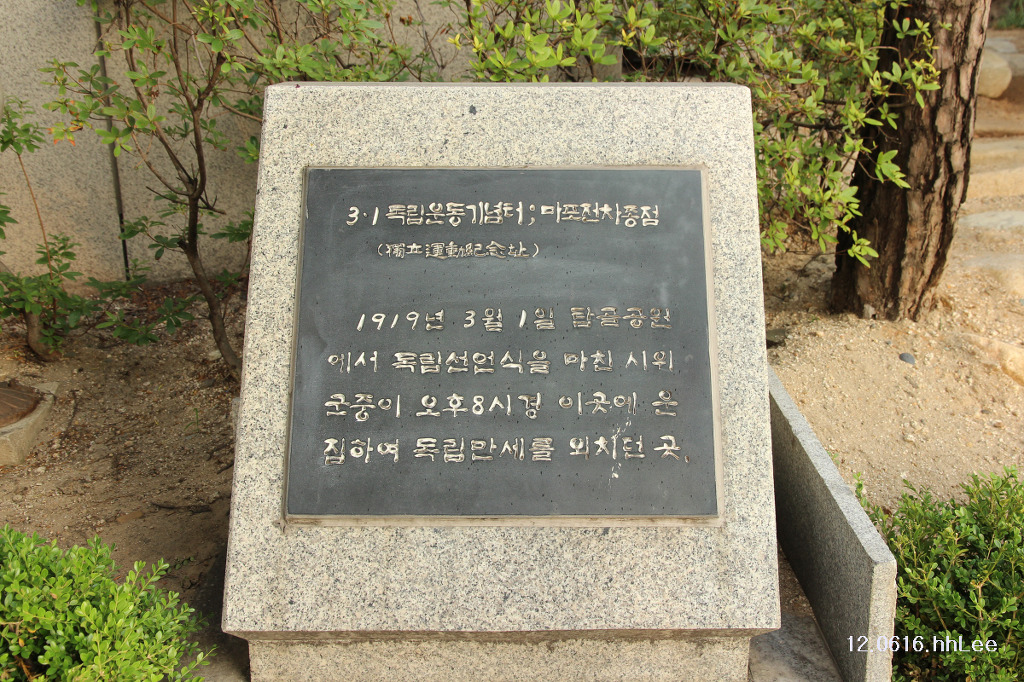 3·1 독립운동기념터; 마포전차종점
(獨立運動紀念址)
1919년 3월 1일 탑골공원
에서 독립선언식을 마친 시위
군중이 오후8시경 이곳에 운
집하여 독립만세를 외치던 곳.
12.0616.hhLee